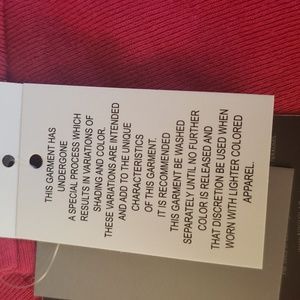 THIS GARMENT HAS
UNDERGONE
A SPECIAL PROCESS WHICH
RESULTS IN VARIATIONS OF
SHADING AND COLOR.
THESE VARIATIONS ARE INTENDED
AND ADD TO THE UNIQUE
CHARACTERISTICS
OF THIS GARMENT.
IT IS RECOMMENDED
THIS GARMENT BE WASHED
SEPARATELY UNTIL NO FURTHER
COLOR IS RELEASED AND
THAT DISCRETION BE USED WHEN
WORN WITH LIGHTER COLORED
APPAREL.